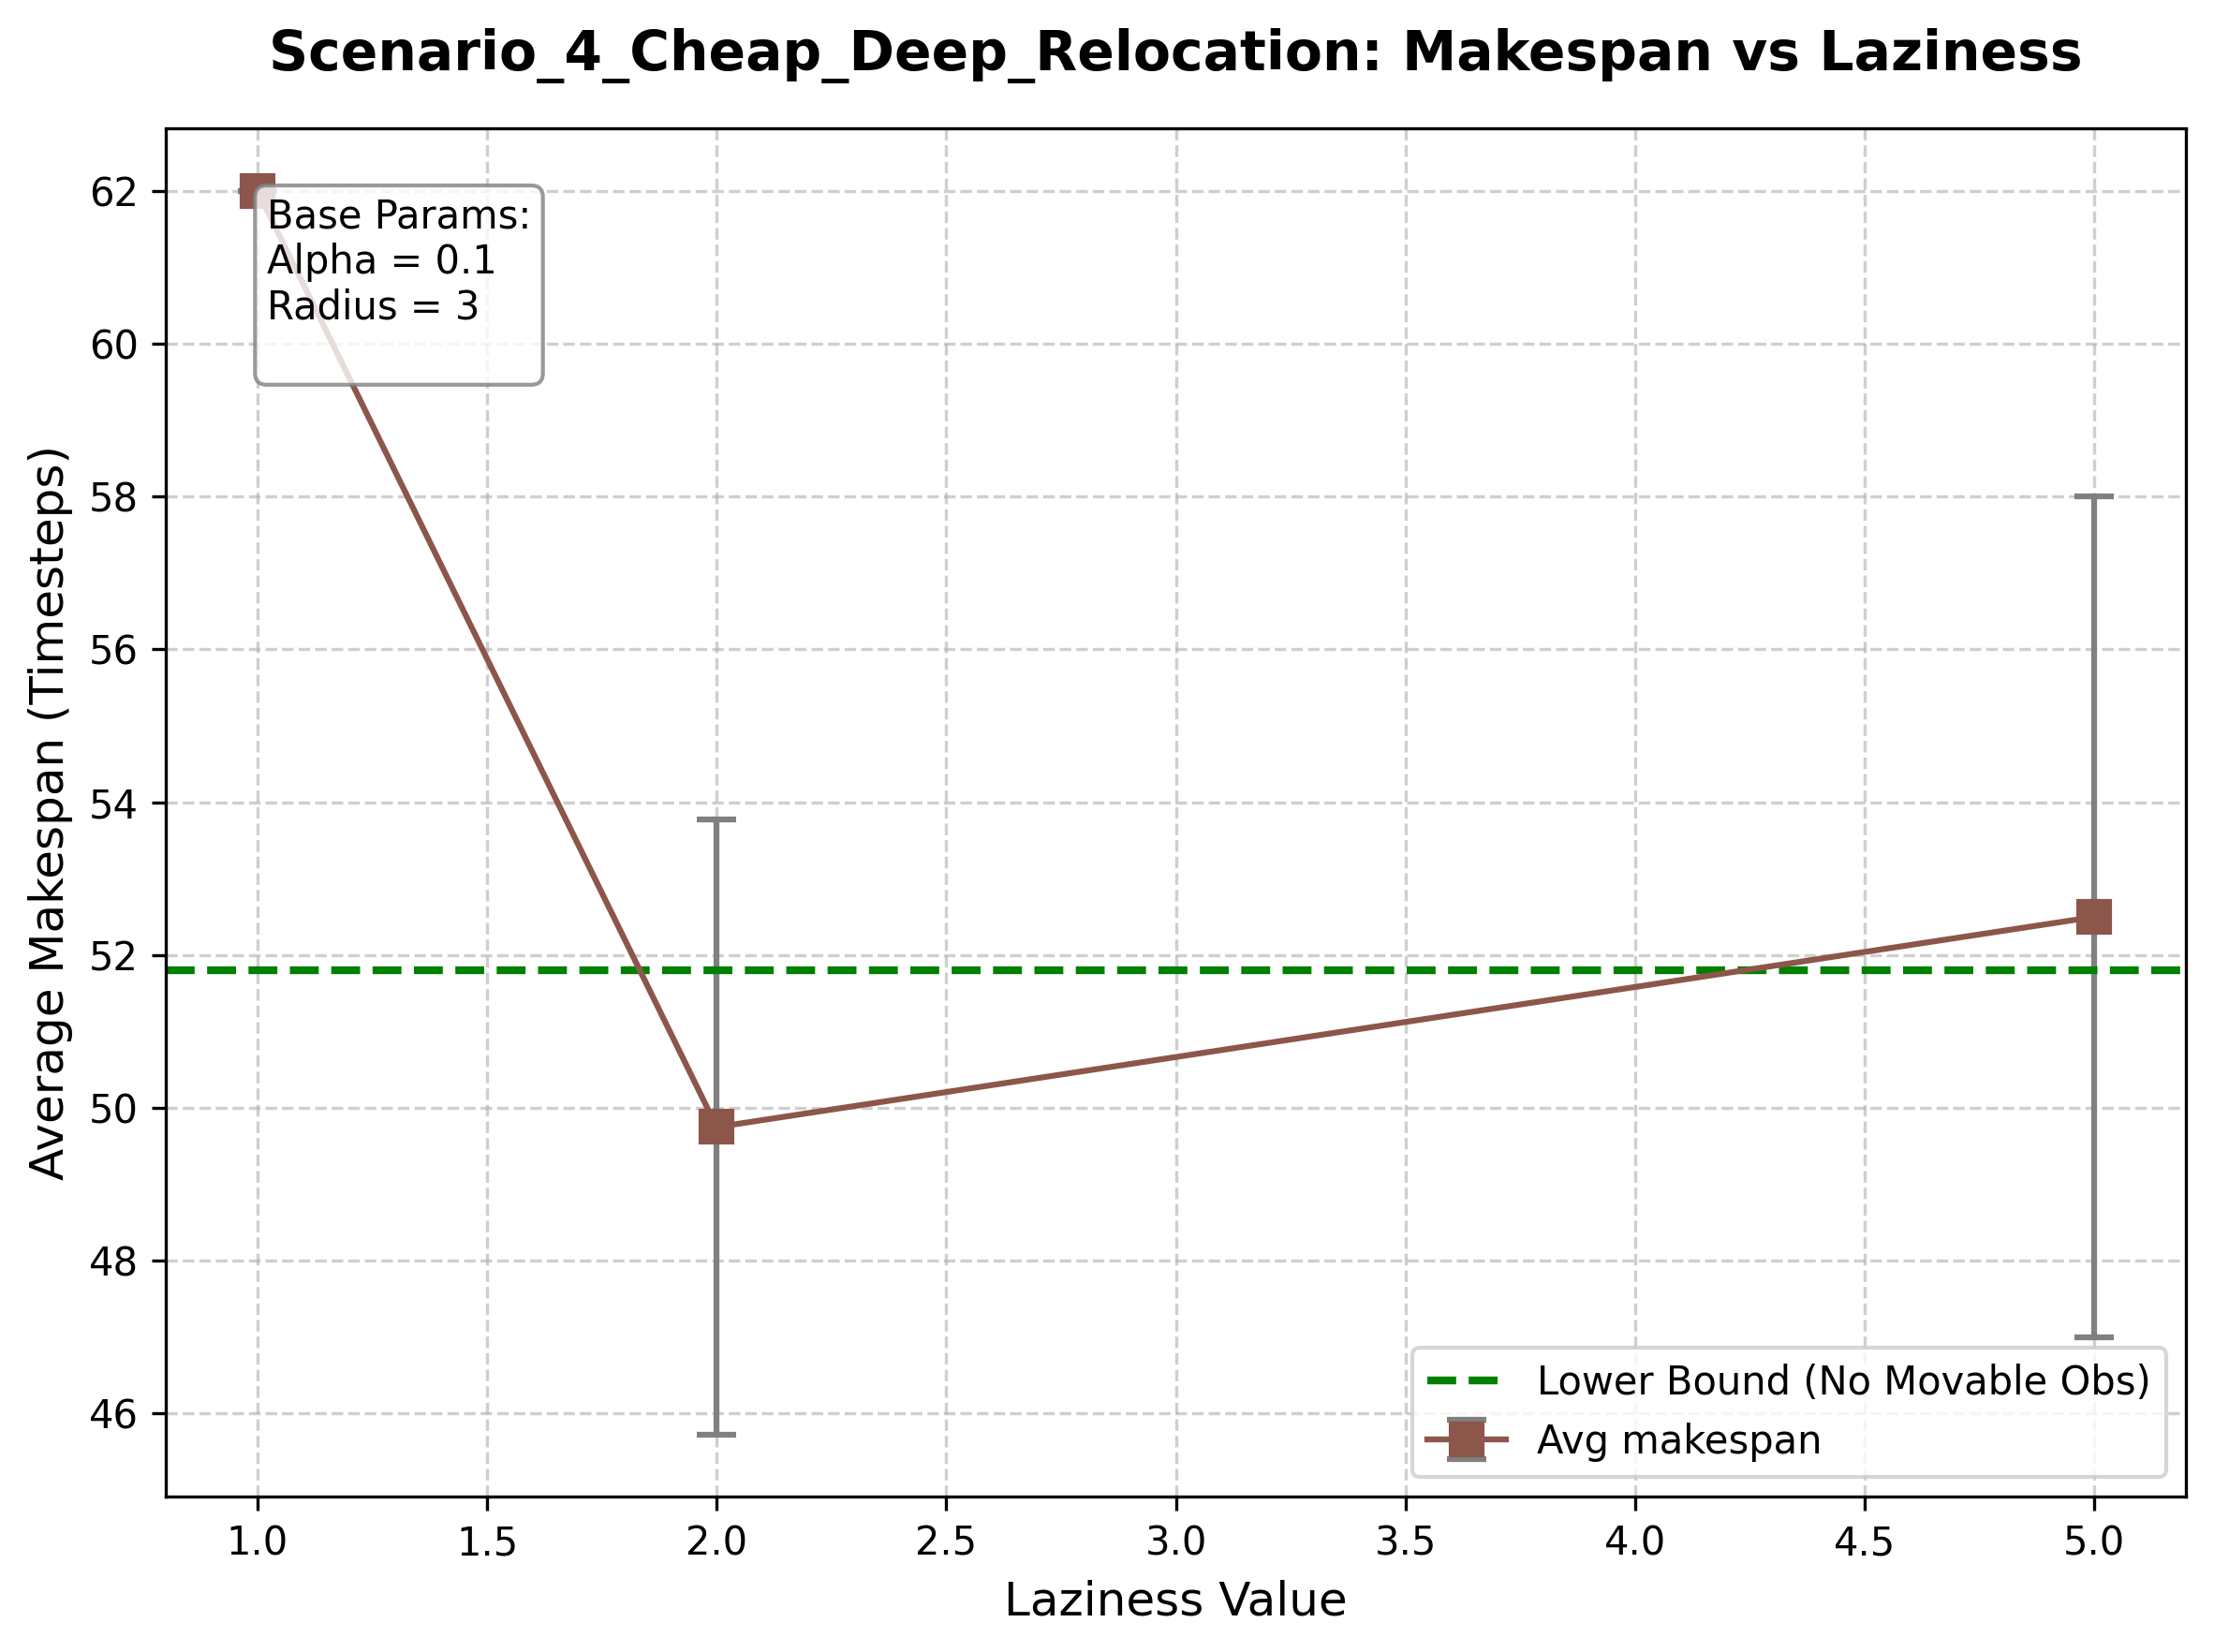 Scenario_4_Cheap_Deep_Relocation: Makespan vs Laziness
Average Makespan (Timesteps)
62
60
58
56
54
52
50
48
46
Base Params:
Alpha = 0.1
Radius = 3
Lower Bound (No Movable Obs)
Avg makespan
1.0
1.5
2.0
2.5
3.0
3.5
4.0
4.5
5.0
Laziness Value